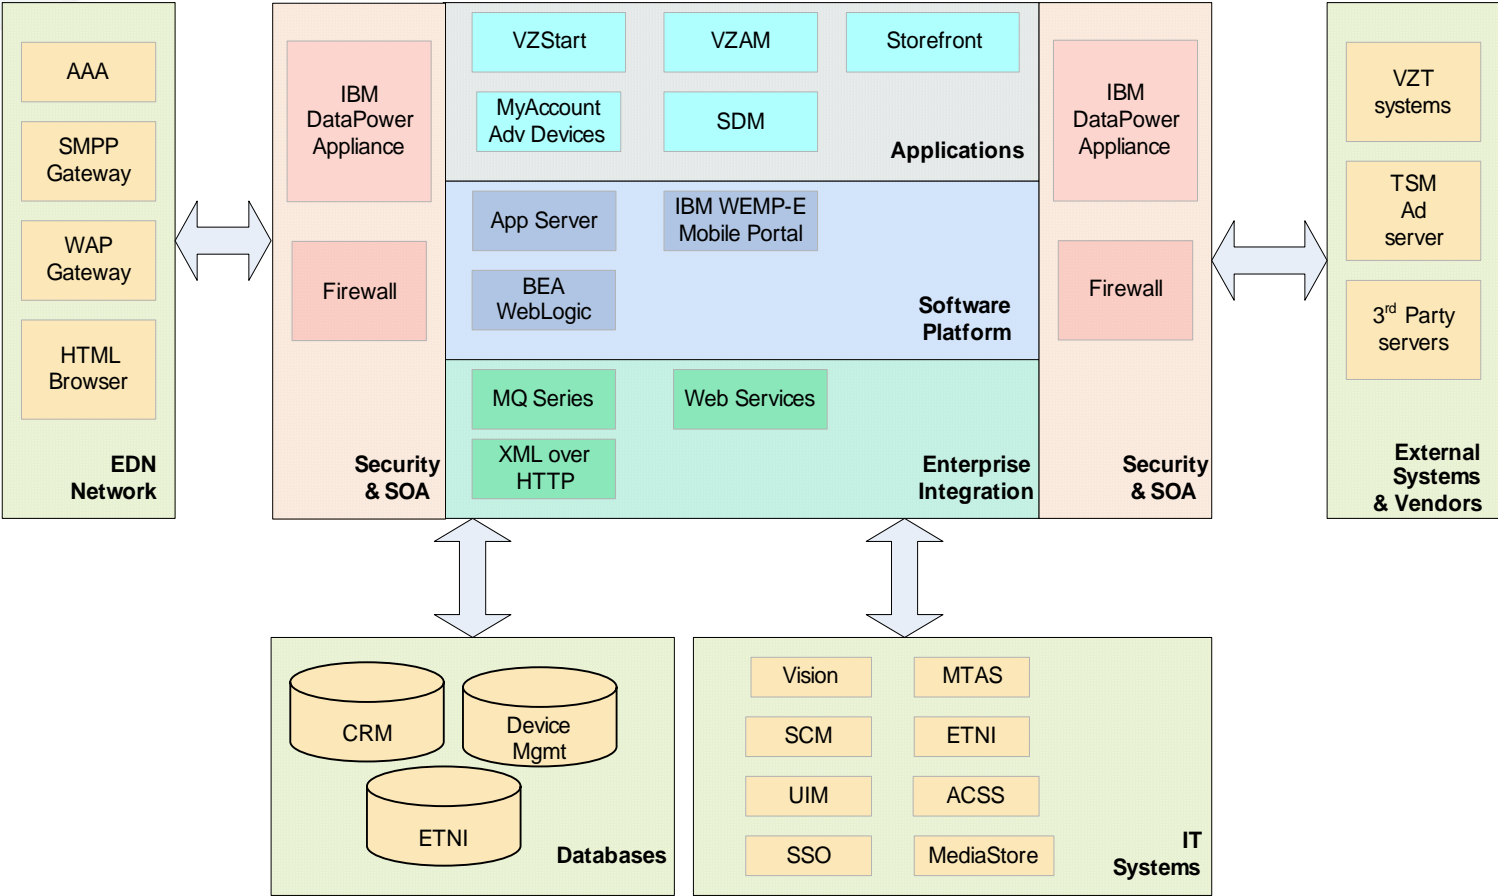 AAA
SMPP
Gateway
WAP
Gateway
HTML
Browser
EDN
Network
IBM
DataPower
Appliance
Firewall
Security
& SOA
VZStart
VZAM
Storefront
MyAccount
Adv Devices
SDM
Applications
App Server
IBM WEMP-E
Mobile Portal
BEA
WebLogic
Software
Platform
MQ Series
Web Services
XML over
HTTP
Enterprise
Integration
IBM
DataPower
Appliance
Firewall
Security
& SOA
VZT
systems
TSM
Ad
server
3rd Party
servers
External
Systems
& Vendors
CRM
Device
Mgmt
ETNI
Databases
Vision
MTAS
SCM
ETNI
UIM
ACSS
SSO
MediaStore
IT
Systems